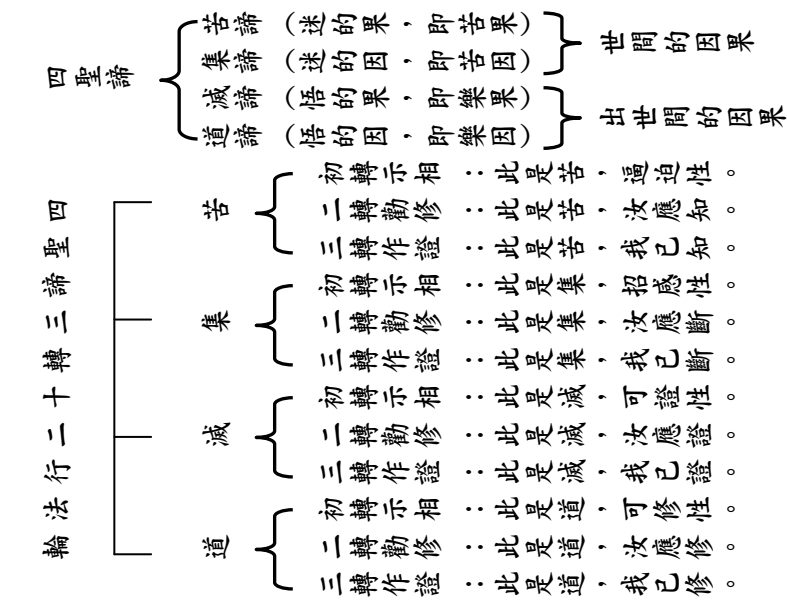 四聖諦
苦諦（迷的果，即苦果）
集諦（迷的因，即苦因）
世間的因果
滅諦（悟的果，即樂果）
道諦（悟的因，即樂因）
出世間的因果
四聖諦三轉十二行法輪
苦
初轉示相：此是苦，逼迫性。
二轉勸修：此是苦，汝應知。
三轉作證：此是苦，我已知。
集
初轉示相：此是集，招感性。
二轉勸修：此是集，汝應斷。
三轉作證：此是集，我已斷。
滅
初轉示相：此是滅，可證性。
二轉勸修：此是滅，汝應證。
三轉作證：此是滅，我已證。
道
初轉示相：此是道，可修性。
二轉勸修：此是道，汝應修。
三轉作證：此是道，我已修。